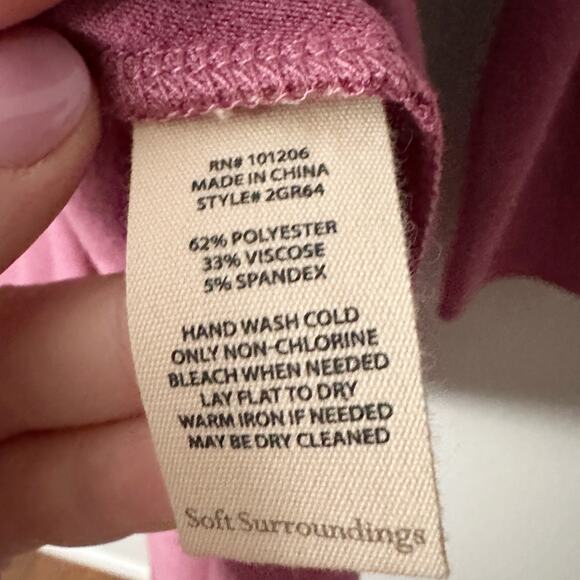 RN# 101206
MADE IN CHINA
STYLE# 2GR64
62% POLYESTER
33% VISCOSE
5% SPANDEX
HAND WASH COLD
ONLY NON-CHLORINE
BLEACH WHEN NEEDED
LAY FLAT TO DRY
WARM IRON IF NEEDED
MAY BE DRY CLEANED
Soft Surroundings